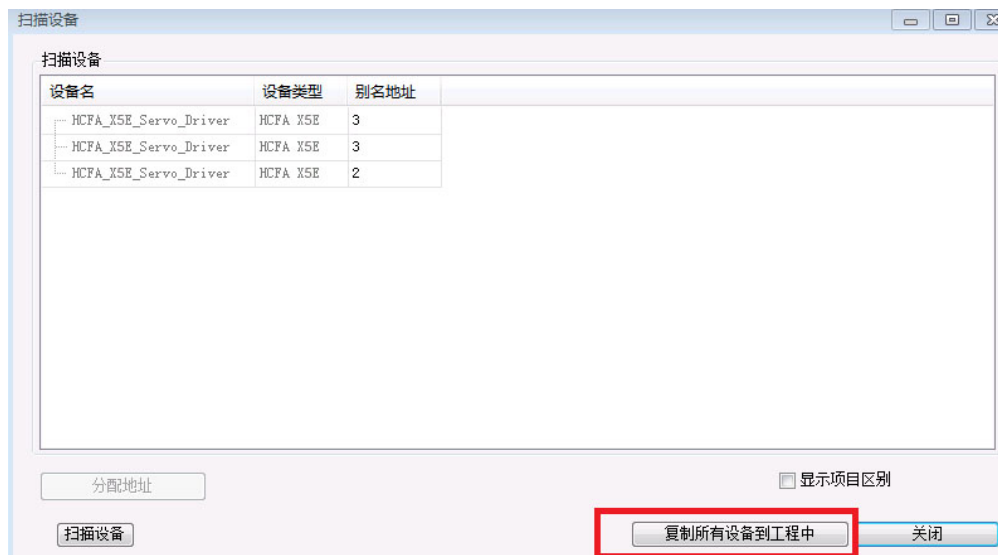 扫描设备
扫描设备
设备名 设备类型 别名地址
HCFA_X5E_Servo_Driver HCFA X5E 3
HCFA_X5E_Servo_Driver HCFA X5E 3
HCFA_X5E_Servo_Driver HCFA X5E 2
分配地址 显示项目区别
扫描设备 复制所有设备到工程中 关闭